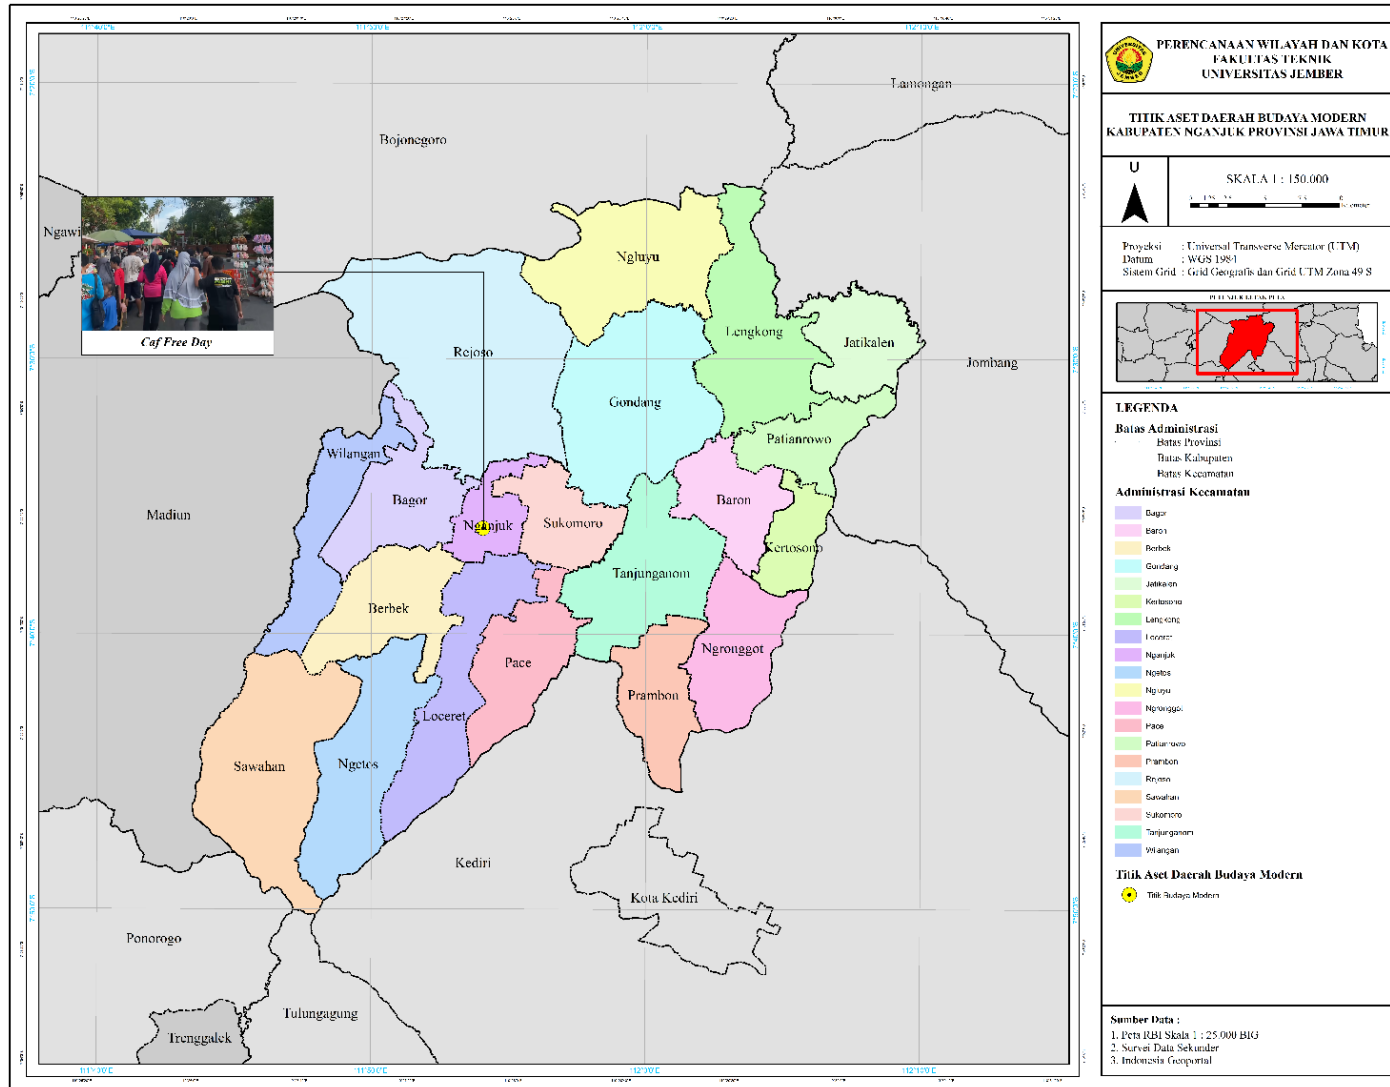 Lamongan
Bojonegoro
Ngawi
Ngluyu
Lengkong
Jatikalen
Jombang
Caf Free Day
Rejoso
Gondang
Patianrowo
Wilangan
Bagor
Baron
Madiun
Nganjuk
Sukomoro
Kertosono
Tanjunganom
Berbek
Ngronggot
Pace
Prambon
Loceret
Sawahan
Ngetos
Kediri
Kota Kediri
Ponorogo
Tulungagung
Trenggalek
PERENCANAAN WILAYAH DAN KOTA
FAKULTAS TEKNIK
UNIVERSITAS JEMBER
TITIK ASET DAERAH BUDAYA MODERN
KABUPATEN NGANJUK PROVINSI JAWA TIMUR
U
SKALA 1 : 150.000
Proyeksi : Universal Transverse Mercator (UTM)
Datum : WGS 1984
Sistem Grid : Grid Geografis dan Grid UTM Zona 49 S
PETUNJUK LETAK PETA
LEGENDA
Batas Administrasi
Batas Provinsi
Batas Kabupaten
Batas Kecamatan
Administrasi Kecamatan
Bagor
Baron
Berbek
Gondang
Jatikalen
Kertosono
Lengkong
Loceret
Nganjuk
Ngetos
Ngluyu
Ngronggot
Pace
Patianrowo
Prambon
Rejoso
Sawahan
Sukomoro
Tanjunganom
Wilangan
Titik Aset Daerah Budaya Modern
Titik Budaya Modern
Sumber Data :
1. Peta RBI Skala 1 : 25.000 BIG
2. Survei Data Sekunder
3. Indonesia Geoportal